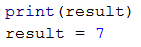 print(result)
result = 7